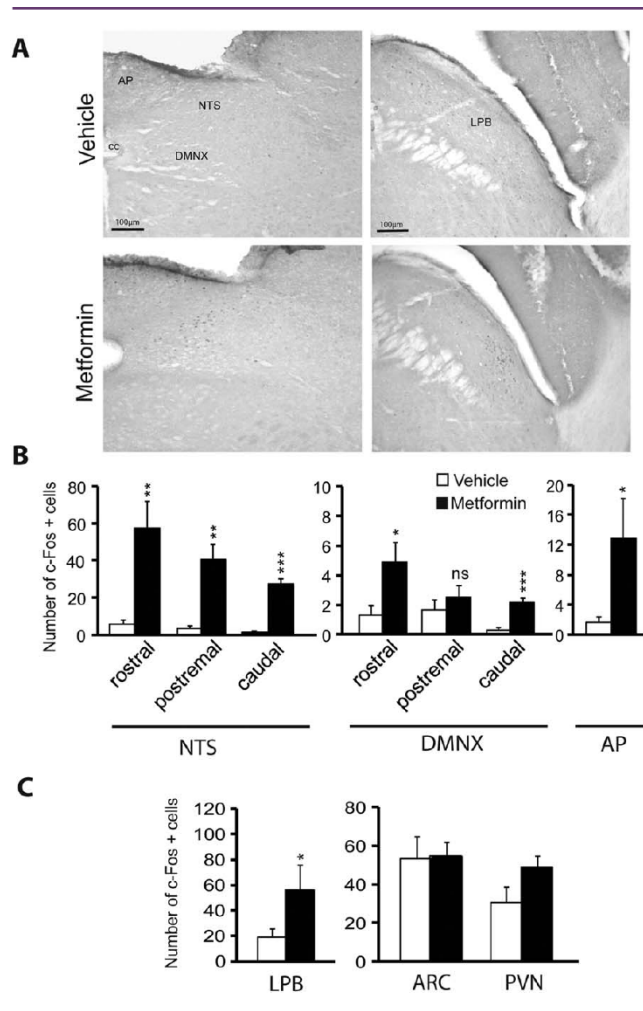 A
Vehicle
AP
NTS
cc
DMNX
100µm
LPB
100µm
Metformin
B
Number of c-Fos + cells
80
60
40
20
0
**
**
***
rostral
postremal
caudal
NTS
10
8
6
4
2
0
Vehicle
Metformin
*
ns
***
rostral
postremal
caudal
DMNX
20
16
12
8
4
0
*
AP
C
Number of c-Fos + cells
120
100
80
60
40
20
0
*
LPB
80
60
40
20
0
ARC
PVN